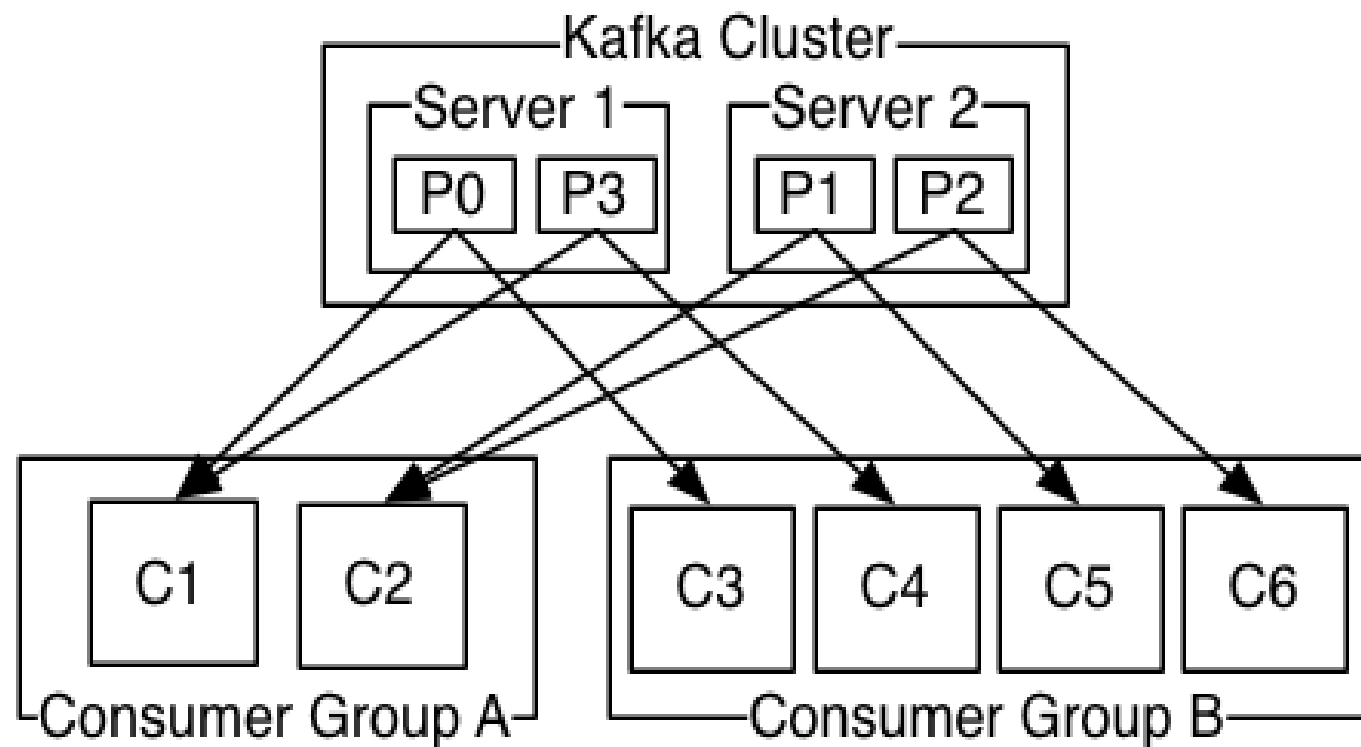 Kafka Cluster
Server 1
Server 2
P0
P3
P1
P2
C1
C2
C3
C4
C5
C6
Consumer Group A
Consumer Group B